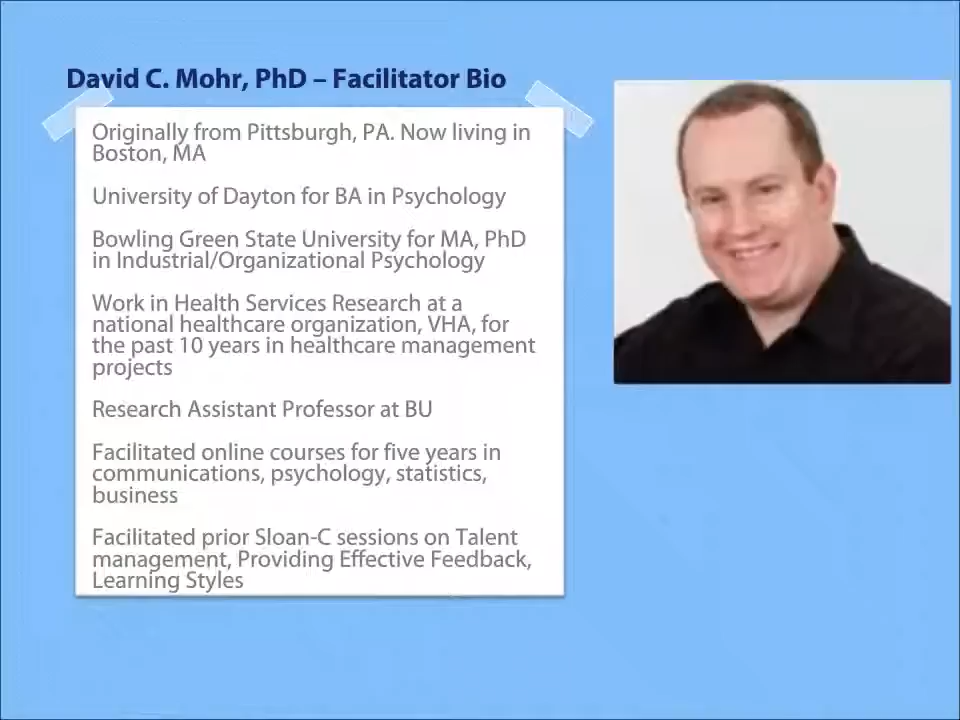 David C. Mohr, PhD – Facilitator Bio
Originally from Pittsburgh, PA. Now living in
Boston, MA
University of Dayton for BA in Psychology
Bowling Green State University for MA, PhD
in Industrial/Organizational Psychology
Work in Health Services Research at a
national healthcare organization, VHA, for
the past 10 years in healthcare management
projects
Research Assistant Professor at BU
Facilitated online courses for five years in
communications, psychology, statistics,
business
Facilitated prior Sloan-C sessions on Talent
management, Providing Effective Feedback,
Learning Styles